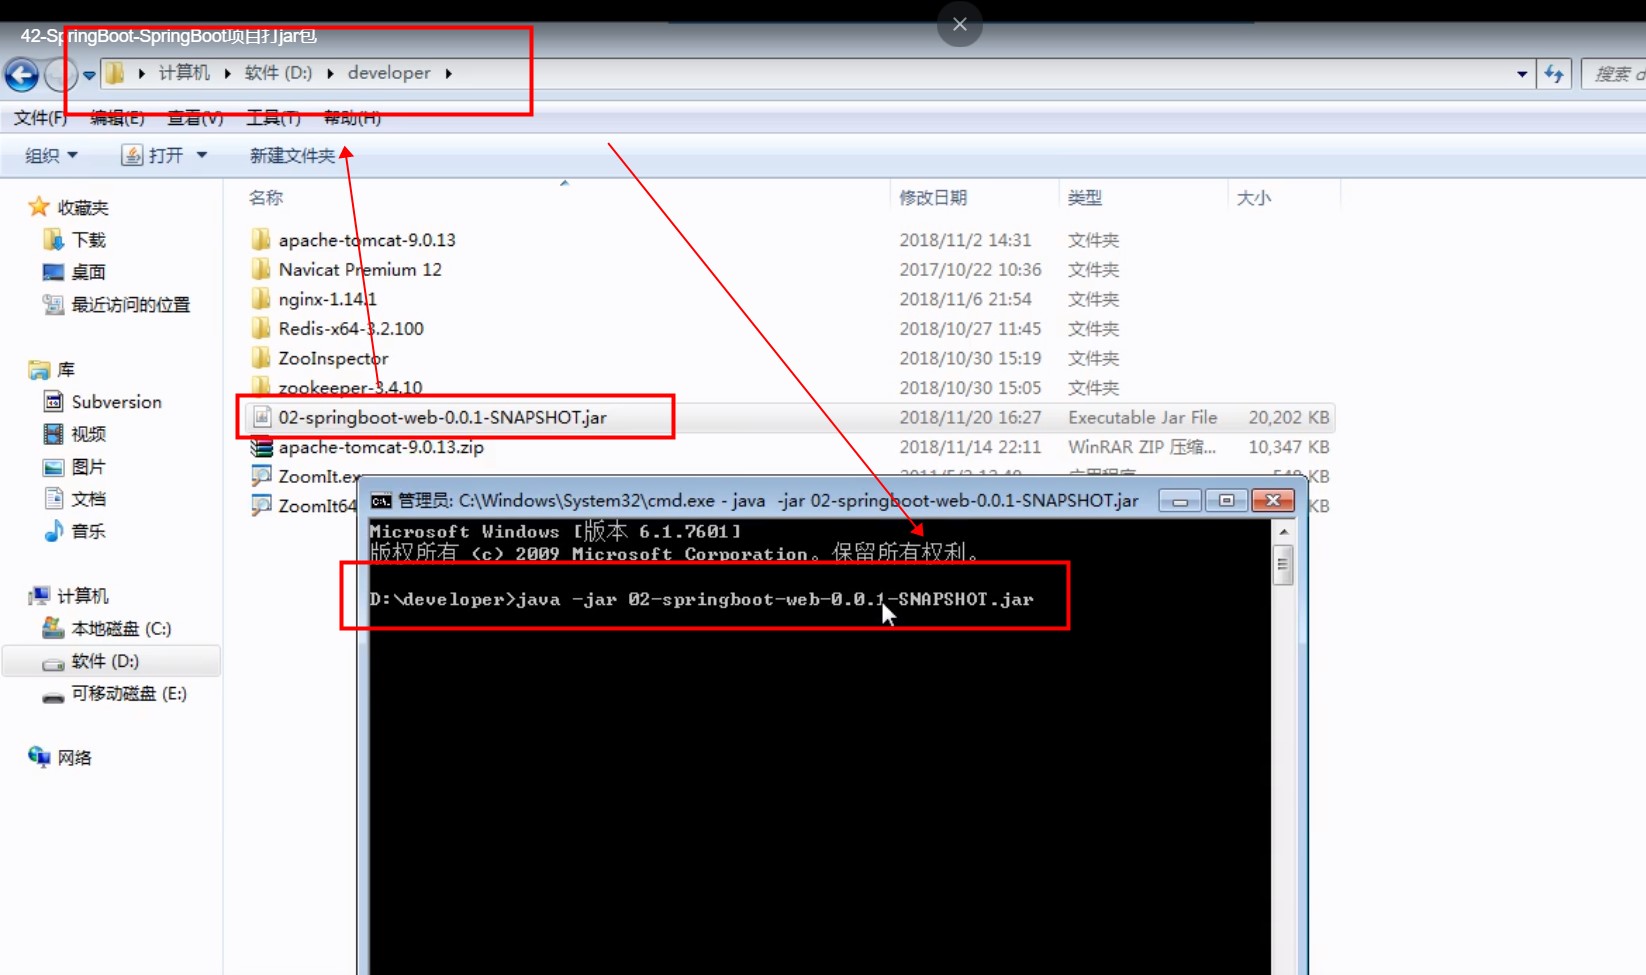 42-SpringBoot-SpringBoot项目打jar包
计算机 软件 (D:) developer
搜索 d
文件(F) 编辑(E) 查看(V) 工具(T) 帮助(H)
组织 打开 新建文件夹
名称 修改日期 类型 大小
收藏夹
下载
桌面
最近访问的位置
库
Subversion
视频
图片
文档
音乐
计算机
本地磁盘 (C:)
软件 (D:)
可移动磁盘 (E:)
网络
apache-tomcat-9.0.13 2018/11/2 14:31 文件夹
Navicat Premium 12 2017/10/22 10:36 文件夹
nginx-1.14.1 2018/11/6 21:54 文件夹
Redis-x64-3.2.100 2018/10/27 11:45 文件夹
ZooInspector 2018/10/30 15:19 文件夹
zookeeper-3.4.10 2018/10/30 15:05 文件夹
02-springboot-web-0.0.1-SNAPSHOT.jar 2018/11/20 16:27 Executable Jar File 20,202 KB
apache-tomcat-9.0.13.zip 2018/11/14 22:11 WinRAR ZIP 压缩... 10,347 KB
ZoomIt.ex KB
ZoomIt64 KB
管理员: C:\Windows\System32\cmd.exe - java -jar 02-springboot-web-0.0.1-SNAPSHOT.jar
Microsoft Windows [版本 6.1.7601]
版权所有 (c) 2009 Microsoft Corporation。保留所有权利。
D:\developer>java -jar 02-springboot-web-0.0.1-SNAPSHOT.jar